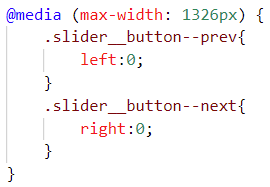 @media (max-width: 1326px) {
    .slider__button--prev{
        left:0;
    }
    .slider__button--next{
        right:0;
    }
}